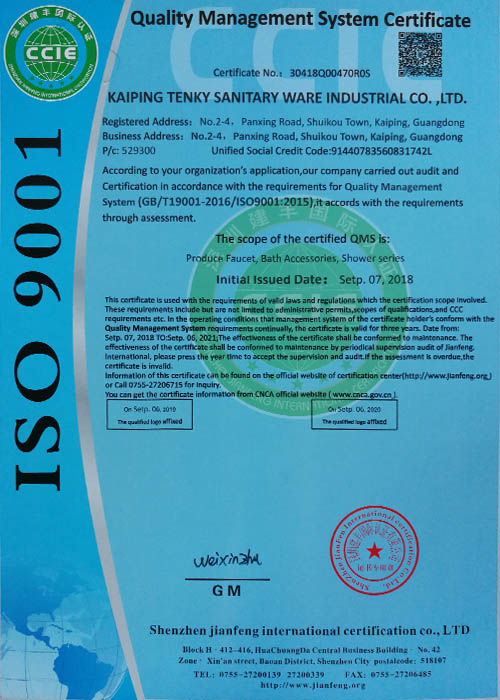 CCIE
Quality Management System Certificate
Certificate No.: 30418Q00470R0S
KAIPING TENKY SANITARY WARE INDUSTRIAL CO.,LTD.
Registered Address: No.2-4, Panxing Road, Shuikou Town, Kaiping, Guangdong
Business Address: No.2-4, Panxing Road, Shuikou Town, Kaiping, Guangdong
P/c: 529300 Unified Social Credit Code:91440783560831742L
According to your organization's application,our company carried out audit and
Certification in accordance with the requirements for Quality Management
System (GB/T19001-2016/ISO9001:2015),it accords with the requirements
through assessment.
The scope of the certified QMS is:
Produce Faucet, Bath Accessories, Shower series
Initial Issued Date: Setp. 07, 2018
This certificate is used with the requirements of valid laws and regulations which the certification scope involved.
These requirements include but are not limited to administrative permits,scopes of qualifications,and CCC
requirements etc. In the operating conditions that management system of the certificate holder's conform with the
Quality Management System requirements continually, the certificate is valid for three years. Date from:
Setp. 07, 2018 TO:Setp. 06, 2021;The effectiveness of the certificate shall be conformed to maintenance. The
effectiveness of the certificate shall be conformed to maintenance by periodical supervision audit of Jianfeng.
International, please press the year time to accept the supervision and audit.If the assessment is overdue,the
certificate is invalid.
Information of this certificate can be found on the official website of certification center(http://www.jianfeng.org)
or Call 0755-27206715 for inquiry.
You can get the certificate information from CNCA official website ( www.cnca.gov.cn ).
On Setp. 06, 2019
The qualified logo affixed
On Setp. 06, 2020
The qualified logo affixed
ISO 9001
weixinzhu
GM
Shenzhen jianfeng international certification co., LTD
Block H · 412-416, HuaChuangDa Central Business Building · No. 42
Zone · Xin'an street, Baoan District, Shenzhen City postalcode: 518107
TEL: 0755-27200139 27200339 FAX: 0755-27206485
http://www.jianfeng.org